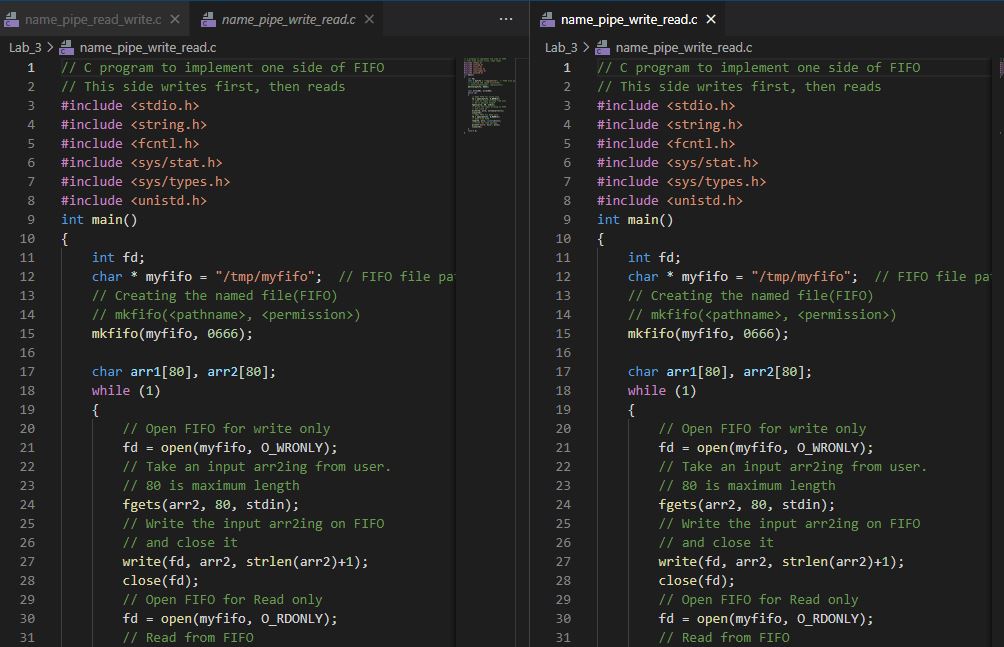 name_pipe_read_write.c
name_pipe_write_read.c
Lab_3 > name_pipe_write_read.c
1 // C program to implement one side of FIFO
2 // This side writes first, then reads
3 #include <stdio.h>
4 #include <string.h>
5 #include <fcntl.h>
6 #include <sys/stat.h>
7 #include <sys/types.h>
8 #include <unistd.h>
9 int main()
10 {
11 int fd;
12 char * myfifo = "/tmp/myfifo"; // FIFO file pa
13 // Creating the named file(FIFO)
14 // mkfifo(<pathname>, <permission>)
15 mkfifo(myfifo, 0666);
16
17 char arr1[80], arr2[80];
18 while (1)
19 {
20 // Open FIFO for write only
21 fd = open(myfifo, O_WRONLY);
22 // Take an input arr2ing from user.
23 // 80 is maximum length
24 fgets(arr2, 80, stdin);
25 // Write the input arr2ing on FIFO
26 // and close it
27 write(fd, arr2, strlen(arr2)+1);
28 close(fd);
29 // Open FIFO for Read only
30 fd = open(myfifo, O_RDONLY);
31 // Read from FIFO
name_pipe_write_read.c
Lab_3 > name_pipe_write_read.c
1 // C program to implement one side of FIFO
2 // This side writes first, then reads
3 #include <stdio.h>
4 #include <string.h>
5 #include <fcntl.h>
6 #include <sys/stat.h>
7 #include <sys/types.h>
8 #include <unistd.h>
9 int main()
10 {
11 int fd;
12 char * myfifo = "/tmp/myfifo"; // FIFO file pa
13 // Creating the named file(FIFO)
14 // mkfifo(<pathname>, <permission>)
15 mkfifo(myfifo, 0666);
16
17 char arr1[80], arr2[80];
18 while (1)
19 {
20 // Open FIFO for write only
21 fd = open(myfifo, O_WRONLY);
22 // Take an input arr2ing from user.
23 // 80 is maximum length
24 fgets(arr2, 80, stdin);
25 // Write the input arr2ing on FIFO
26 // and close it
27 write(fd, arr2, strlen(arr2)+1);
28 close(fd);
29 // Open FIFO for Read only
30 fd = open(myfifo, O_RDONLY);
31 // Read from FIFO